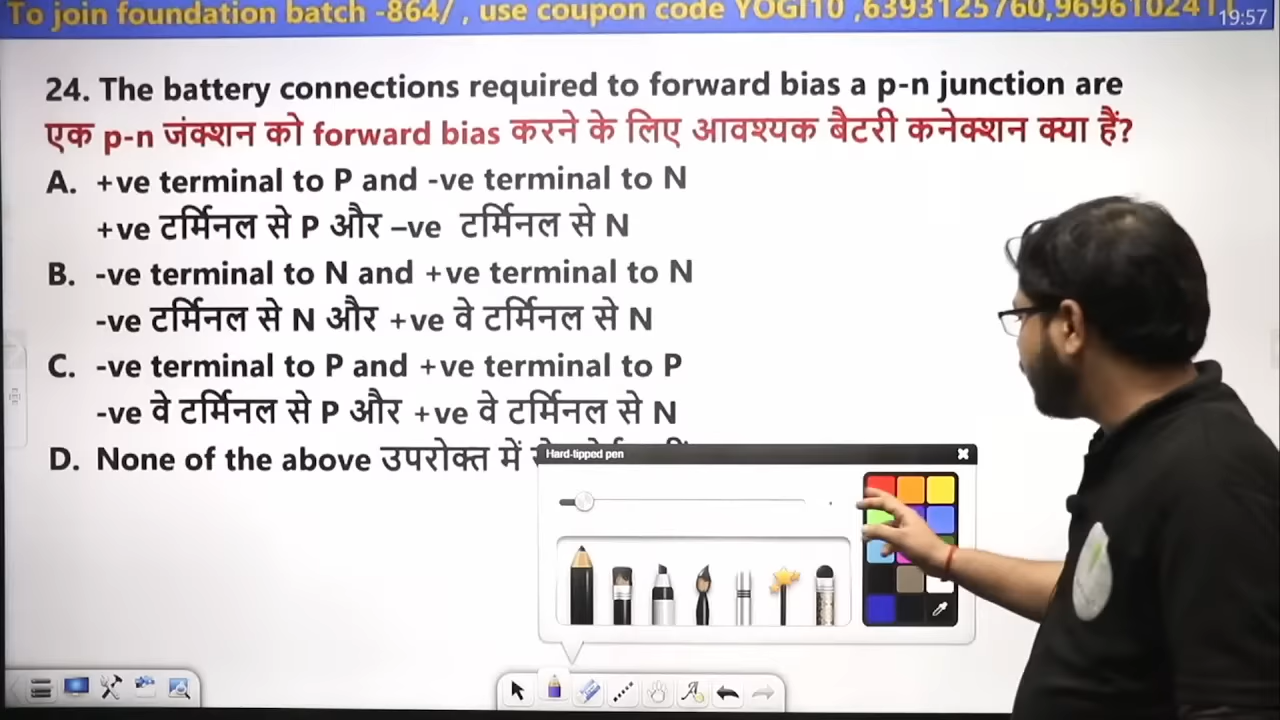 To join foundation batch -864/ , use coupon code YOGI10 ,6393125760,9696102411
19:57
24. The battery connections required to forward bias a p-n junction are
एक p-n जंक्शन को forward bias करने के लिए आवश्यक बैटरी कनेक्शन क्या हैं?
A. +ve terminal to P and -ve terminal to N
+ve टर्मिनल से P और –ve टर्मिनल से N
B. -ve terminal to N and +ve terminal to N
-ve टर्मिनल से N और +ve वे टर्मिनल से N
C. -ve terminal to P and +ve terminal to P
-ve वे टर्मिनल से P और +ve वे टर्मिनल से N
D. None of the above उपरोक्त में
Hard-tipped pen